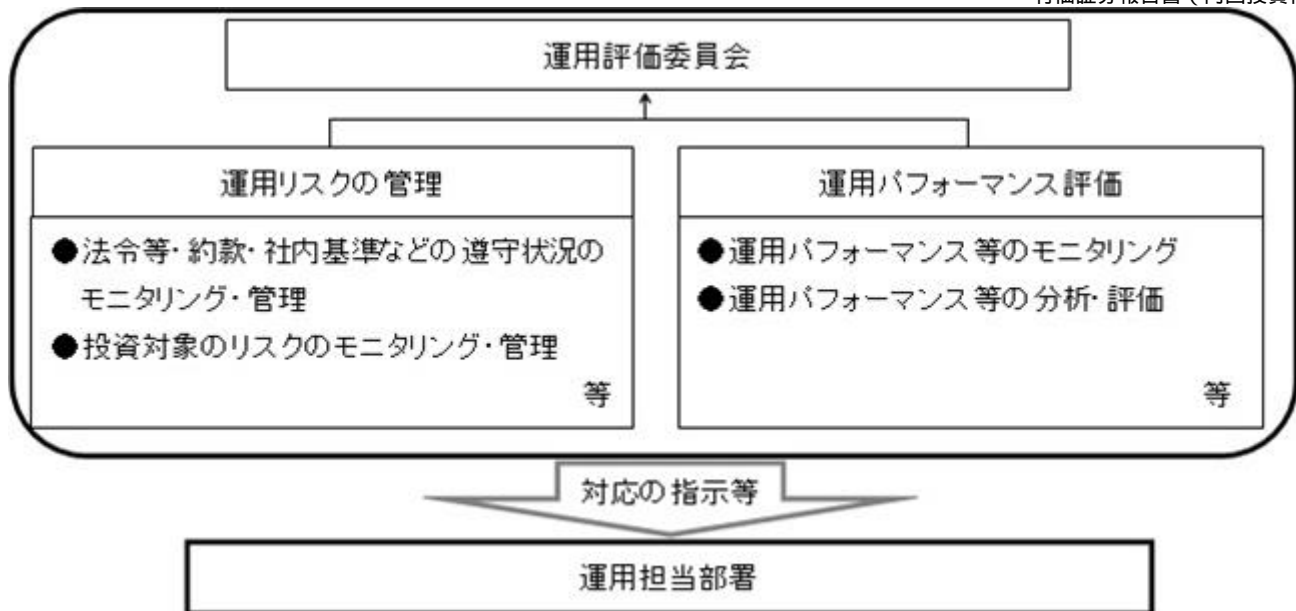 運用評価委員会
運用リスクの管理
●法令等・約款・社内基準などの遵守状況の
モニタリング・管理
●投資対象のリスクのモニタリング・管理
等
運用パフォーマンス評価
●運用パフォーマンス等のモニタリング
●運用パフォーマンス等の分析・評価
等
対応の指示等
運用担当部署